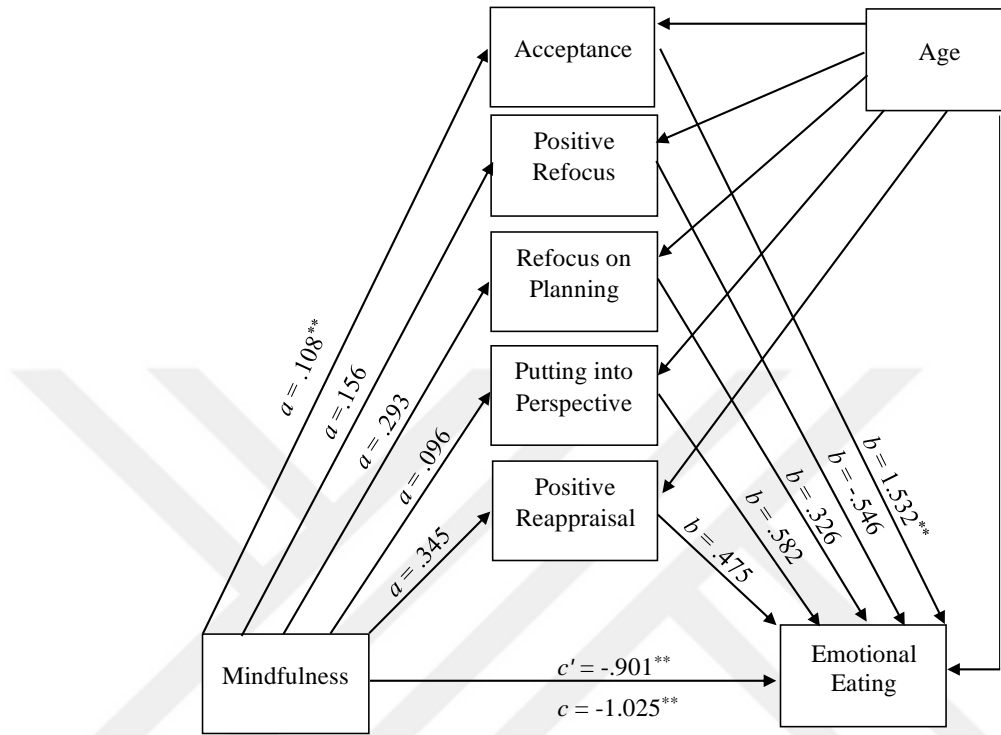 Acceptance
Age
Positive
Refocus
Refocus on
Planning
Putting into
Perspective
Positive
Reappraisal
a = .108**
a = .156
a = .293
a = .096
a = .345
b = 1.532**
b = -.546
b = .326
b = .582
b = .475
Mindfulness
c' = -.901**
c = -1.025**
Emotional
Eating